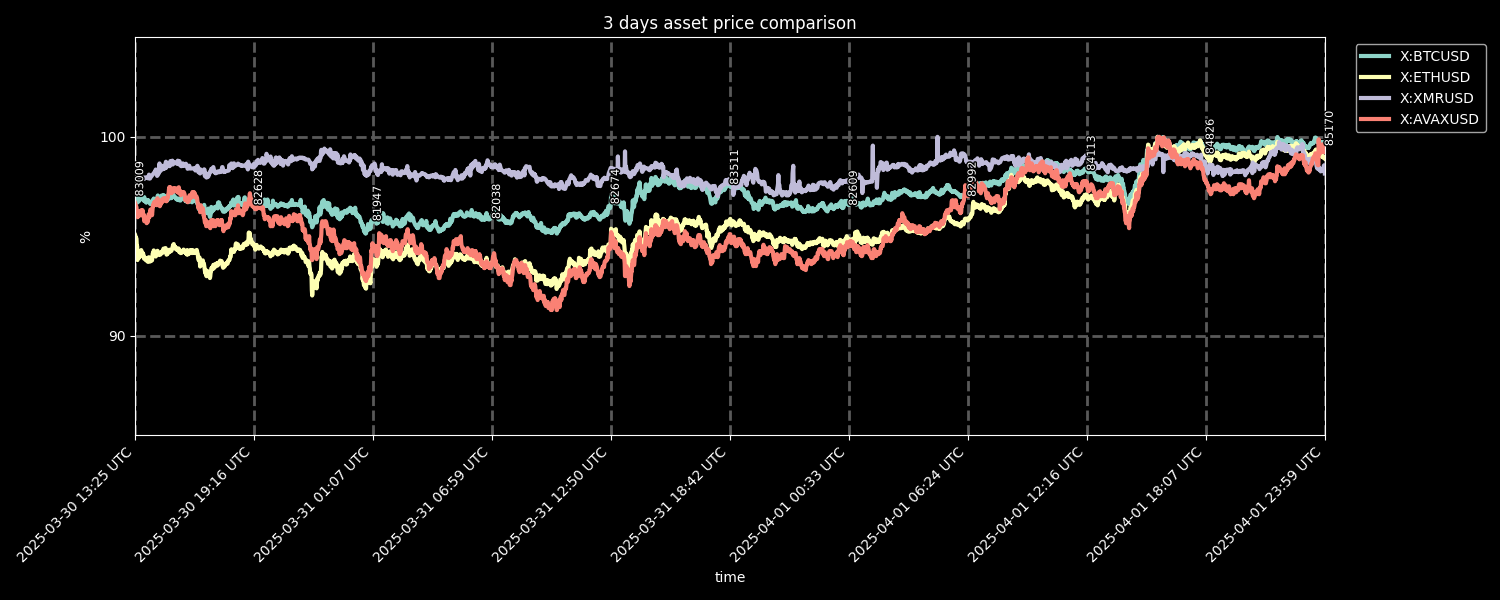 3 days asset price comparison
X:BTCUSD
X:ETHUSD
X:XMRUSD
X:AVAXUSD
100
90
%
83009
82628
81947
82038
82674
83511
82609
82992
84113
84826
85170
2025-03-30 13:25 UTC
2025-03-30 19:16 UTC
2025-03-31 01:07 UTC
2025-03-31 06:59 UTC
2025-03-31 12:50 UTC
2025-03-31 18:42 UTC
2025-04-01 00:33 UTC
2025-04-01 06:24 UTC
2025-04-01 12:16 UTC
2025-04-01 18:07 UTC
2025-04-01 23:59 UTC
time